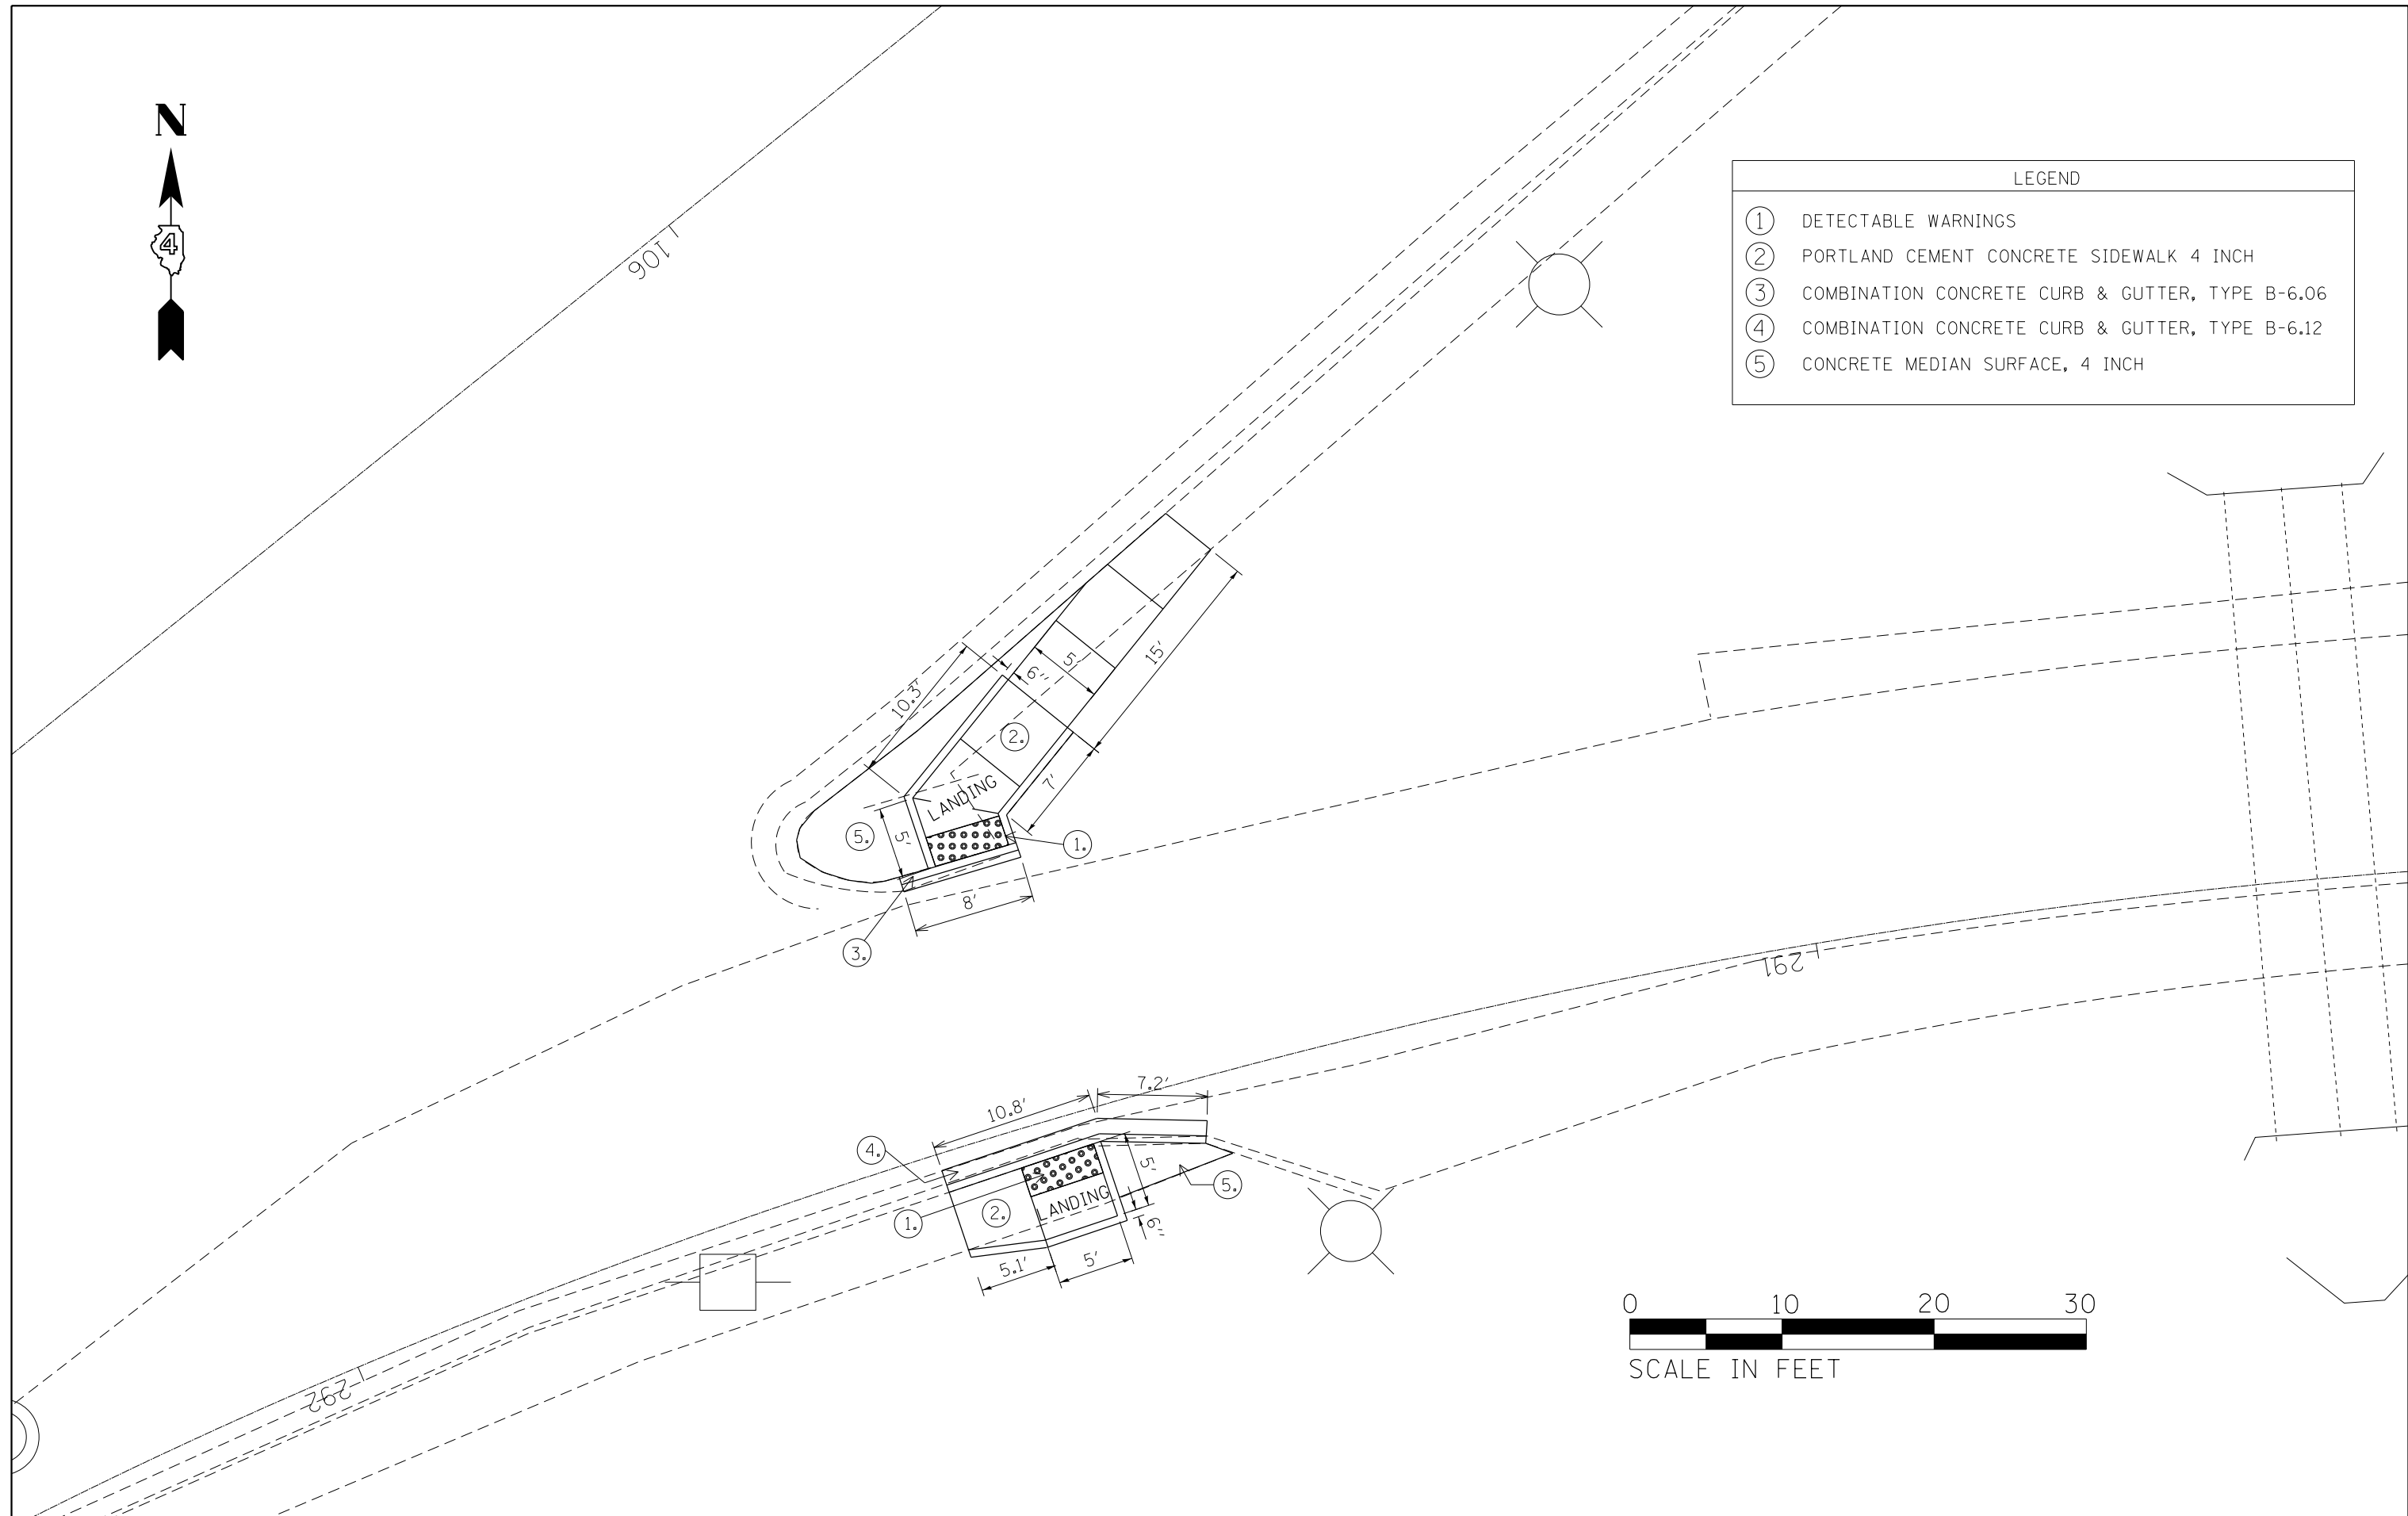 N
4
106
LEGEND
1 DETECTABLE WARNINGS
2 PORTLAND CEMENT CONCRETE SIDEWALK 4 INCH
3 COMBINATION CONCRETE CURB & GUTTER, TYPE B-6.06
4 COMBINATION CONCRETE CURB & GUTTER, TYPE B-6.12
5 CONCRETE MEDIAN SURFACE, 4 INCH
15'
5'
6''
10.3'
2.
7'
LANDING
5.
5'
1.
8'
3.
291
7.2'
10.8'
4.
5'
5.
LANDING
2.
1.
6''
5.1'
5'
292
0 10 20 30
SCALE IN FEET